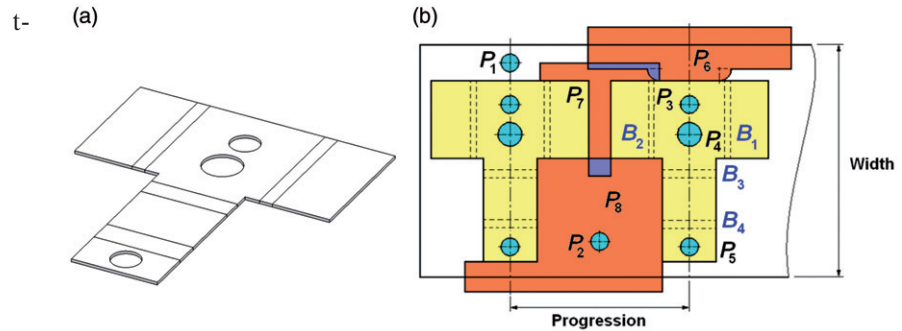 t-
(a)
(b)
P1
P6
P7
P3
B2
P4
B1
Width
B3
P8
B4
P2
P5
Progression